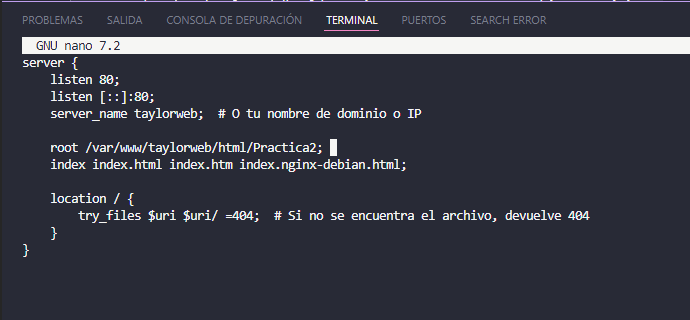 PROBLEMAS SALIDA CONSOLA DE DEPURACIÓN TERMINAL PUERTOS SEARCH ERROR
GNU nano 7.2
server {
    listen 80;
    listen [::]:80;
    server_name taylorweb;  # O tu nombre de dominio o IP

    root /var/www/taylorweb/html/Practica2;
    index index.html index.htm index.nginx-debian.html;

    location / {
        try_files $uri $uri/ =404;  # Si no se encuentra el archivo, devuelve 404
    }
}